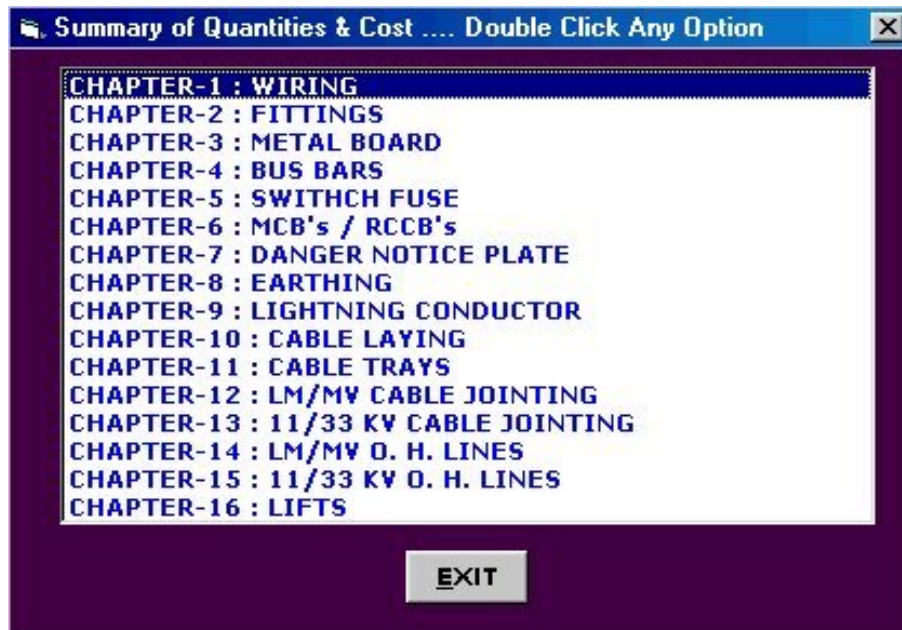 Summary of Quantities & Cost .... Double Click Any Option
CHAPTER-1 : WIRING
CHAPTER-2 : FITTINGS
CHAPTER-3 : METAL BOARD
CHAPTER-4 : BUS BARS
CHAPTER-5 : SWITHCH FUSE
CHAPTER-6 : MCB's / RCCB's
CHAPTER-7 : DANGER NOTICE PLATE
CHAPTER-8 : EARTHING
CHAPTER-9 : LIGHTNING CONDUCTOR
CHAPTER-10 : CABLE LAYING
CHAPTER-11 : CABLE TRAYS
CHAPTER-12 : LM/MV CABLE JOINTING
CHAPTER-13 : 11/33 KV CABLE JOINTING
CHAPTER-14 : LM/MV O. H. LINES
CHAPTER-15 : 11/33 KV O. H. LINES
CHAPTER-16 : LIFTS
EXIT